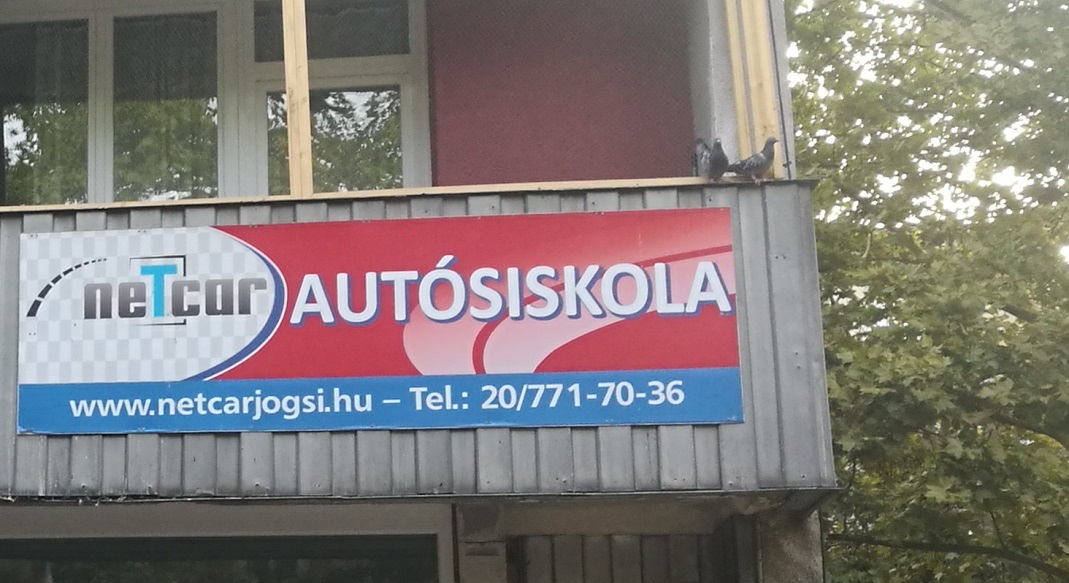 neTcar AUTÓSISKOLA
www.netcarjogsi.hu – Tel.: 20/771-70-36